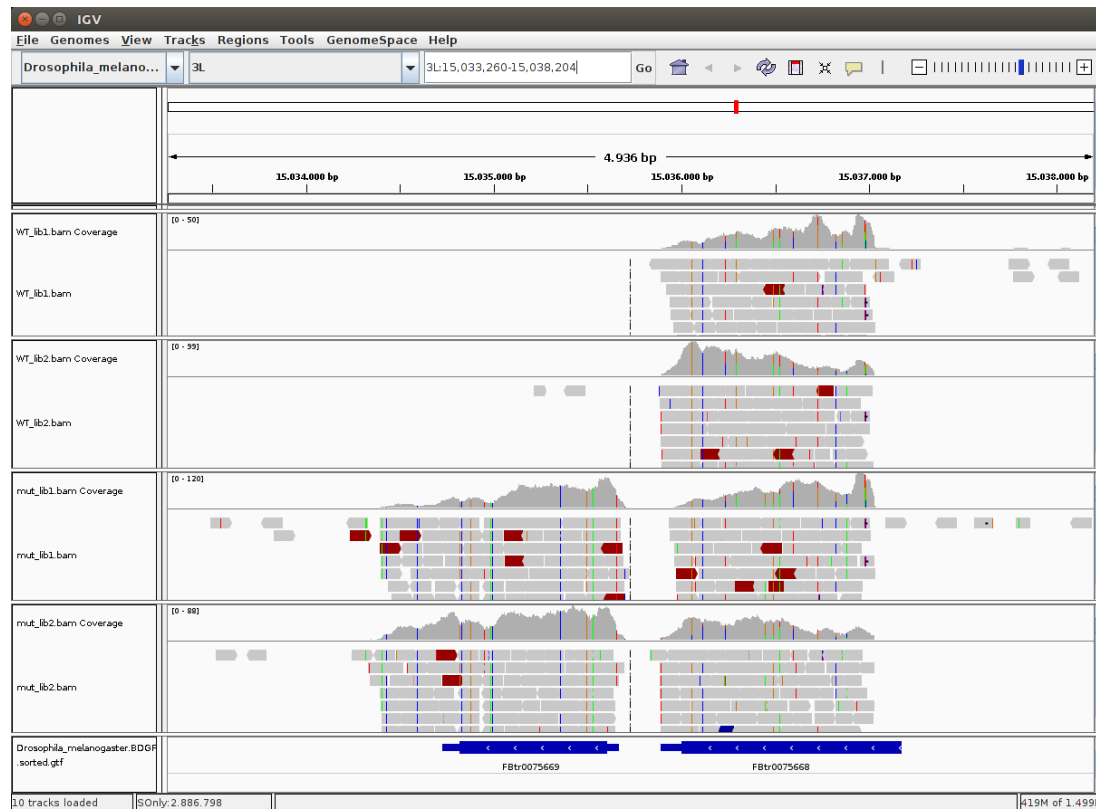 IGV
File Genomes View Tracks Regions Tools GenomeSpace Help
Drosophila_melano... 3L 3L:15,033,260-15,038,204 Go
4.936 bp
15.034.000 bp 15.035.000 bp 15.036.000 bp 15.037.000 bp 15.038.000 bp
[0 - 50]
WT_lib1.bam Coverage
WT_lib1.bam
[0 - 99]
WT_lib2.bam Coverage
WT_lib2.bam
[0 - 120]
mut_lib1.bam Coverage
mut_lib1.bam
[0 - 88]
mut_lib2.bam Coverage
mut_lib2.bam
Drosophila_melanogaster.BDGP
.sorted.gtf
FBtr0075669 FBtr0075668
10 tracks loaded SOnly:2.886.798 419M of 1.499